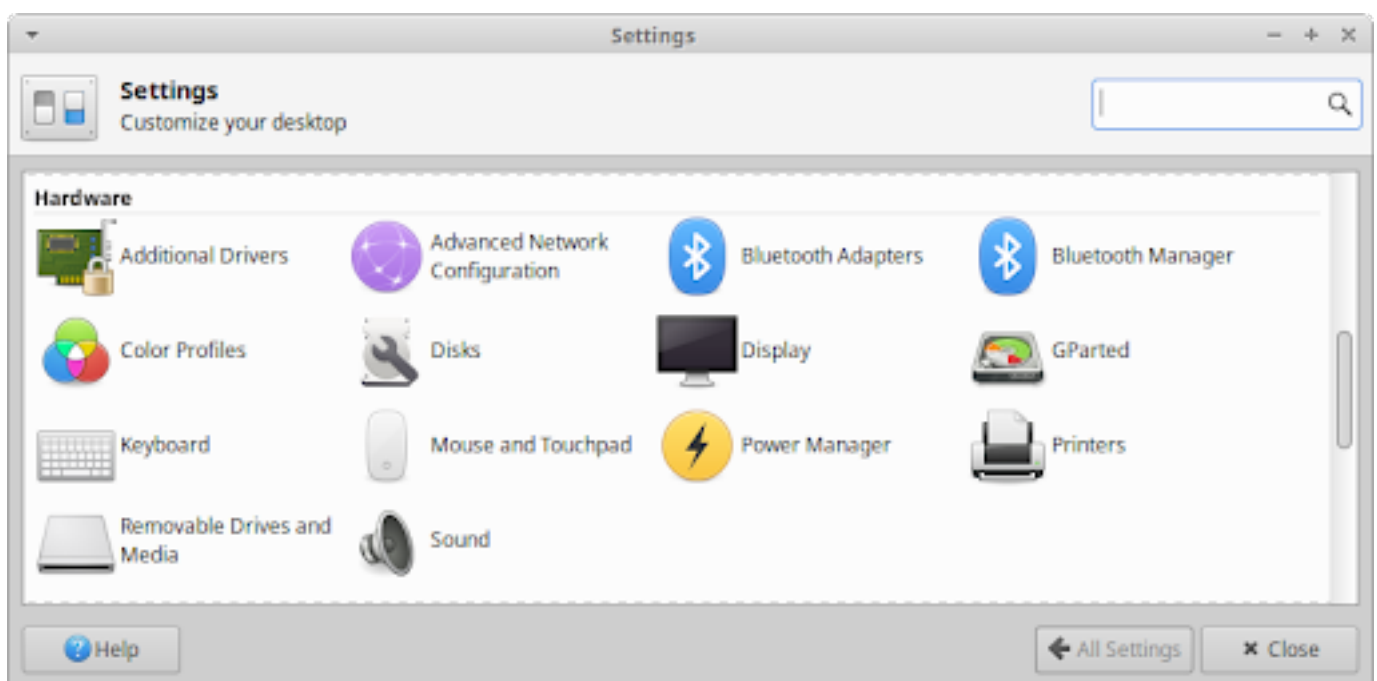 Settings
Settings
Customize your desktop
Hardware
Additional Drivers
Advanced Network
Configuration
Bluetooth Adapters
Bluetooth Manager
Color Profiles
Disks
Display
GParted
Keyboard
Mouse and Touchpad
Power Manager
Printers
Removable Drives and
Media
Sound
Help
All Settings
Close